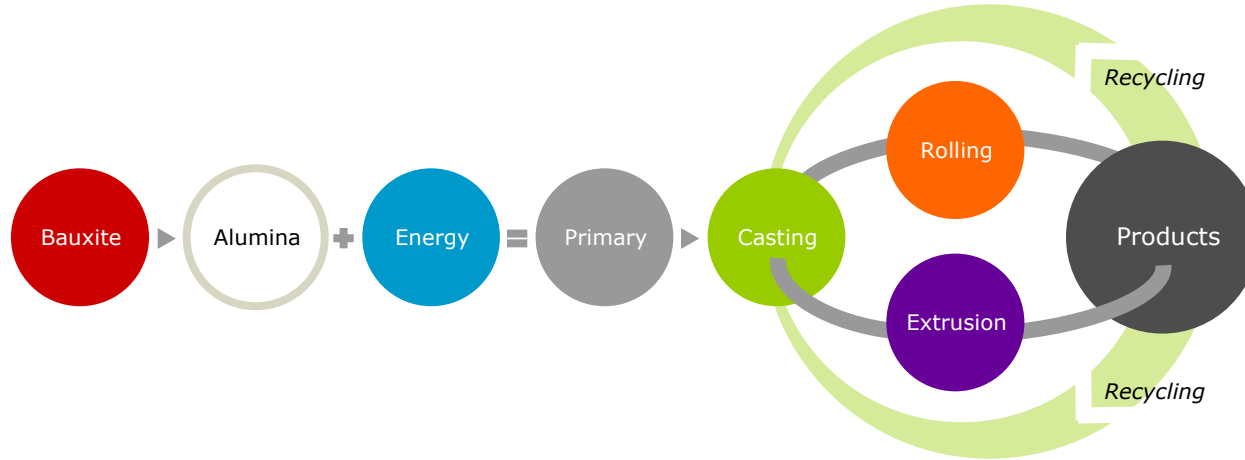 Bauxite
Alumina
Energy
Primary
Casting
Rolling
Extrusion
Products
Recycling
Recycling